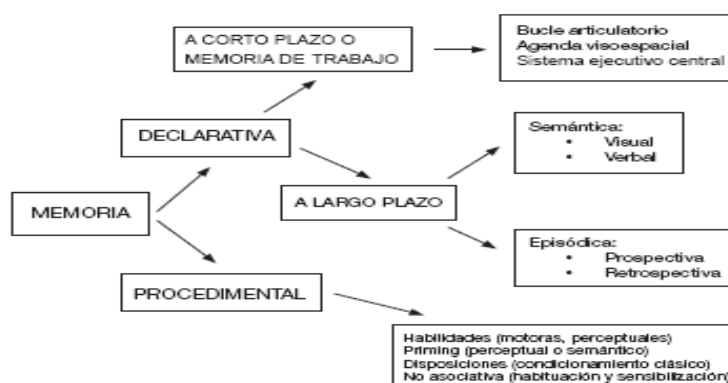 A CORTO PLAZO O
MEMORIA DE TRABAJO
Bucle articulatorio
Agenda visoespacial
Sistema ejecutivo central
DECLARATIVA
Semántica:
• Visual
• Verbal
MEMORIA
A LARGO PLAZO
Episódica:
• Prospectiva
• Retrospectiva
PROCEDIMENTAL
Habilidades (motoras, perceptuales)
Priming (perceptual o semántico)
Disposiciones (condicionamiento clásico)
No asociativa (habituación y sensibilización)